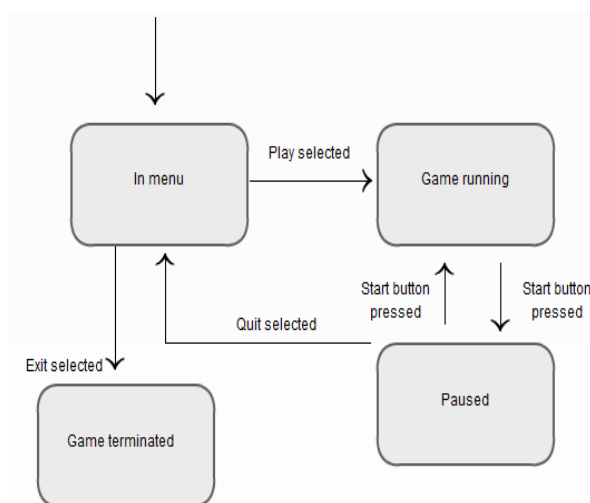 In menu
Play selected
Game running
Start button
pressed
Start button
pressed
Quit selected
Exit selected
Paused
Game terminated